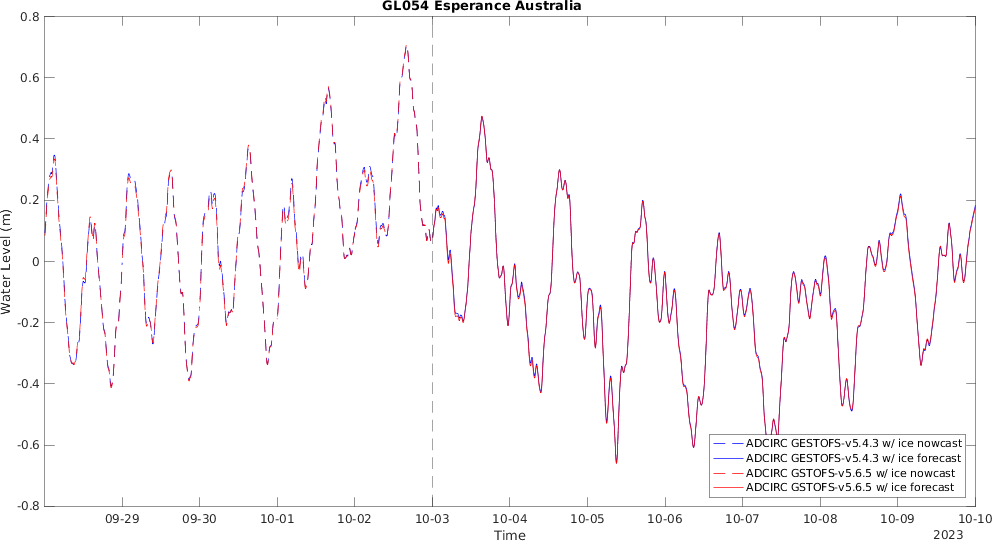 GL054 Esperance Australia
Water Level (m)
0.8
0.6
0.4
0.2
0
-0.2
-0.4
-0.6
-0.8
ADCIRC GESTOFS-v5.4.3 w/ ice nowcast
ADCIRC GESTOFS-v5.4.3 w/ ice forecast
ADCIRC GSTOFS-v5.6.5 w/ ice nowcast
ADCIRC GSTOFS-v5.6.5 w/ ice forecast
09-29 09-30 10-01 10-02 10-03 10-04 10-05 10-06 10-07 10-08 10-09 10-10
Time
2023